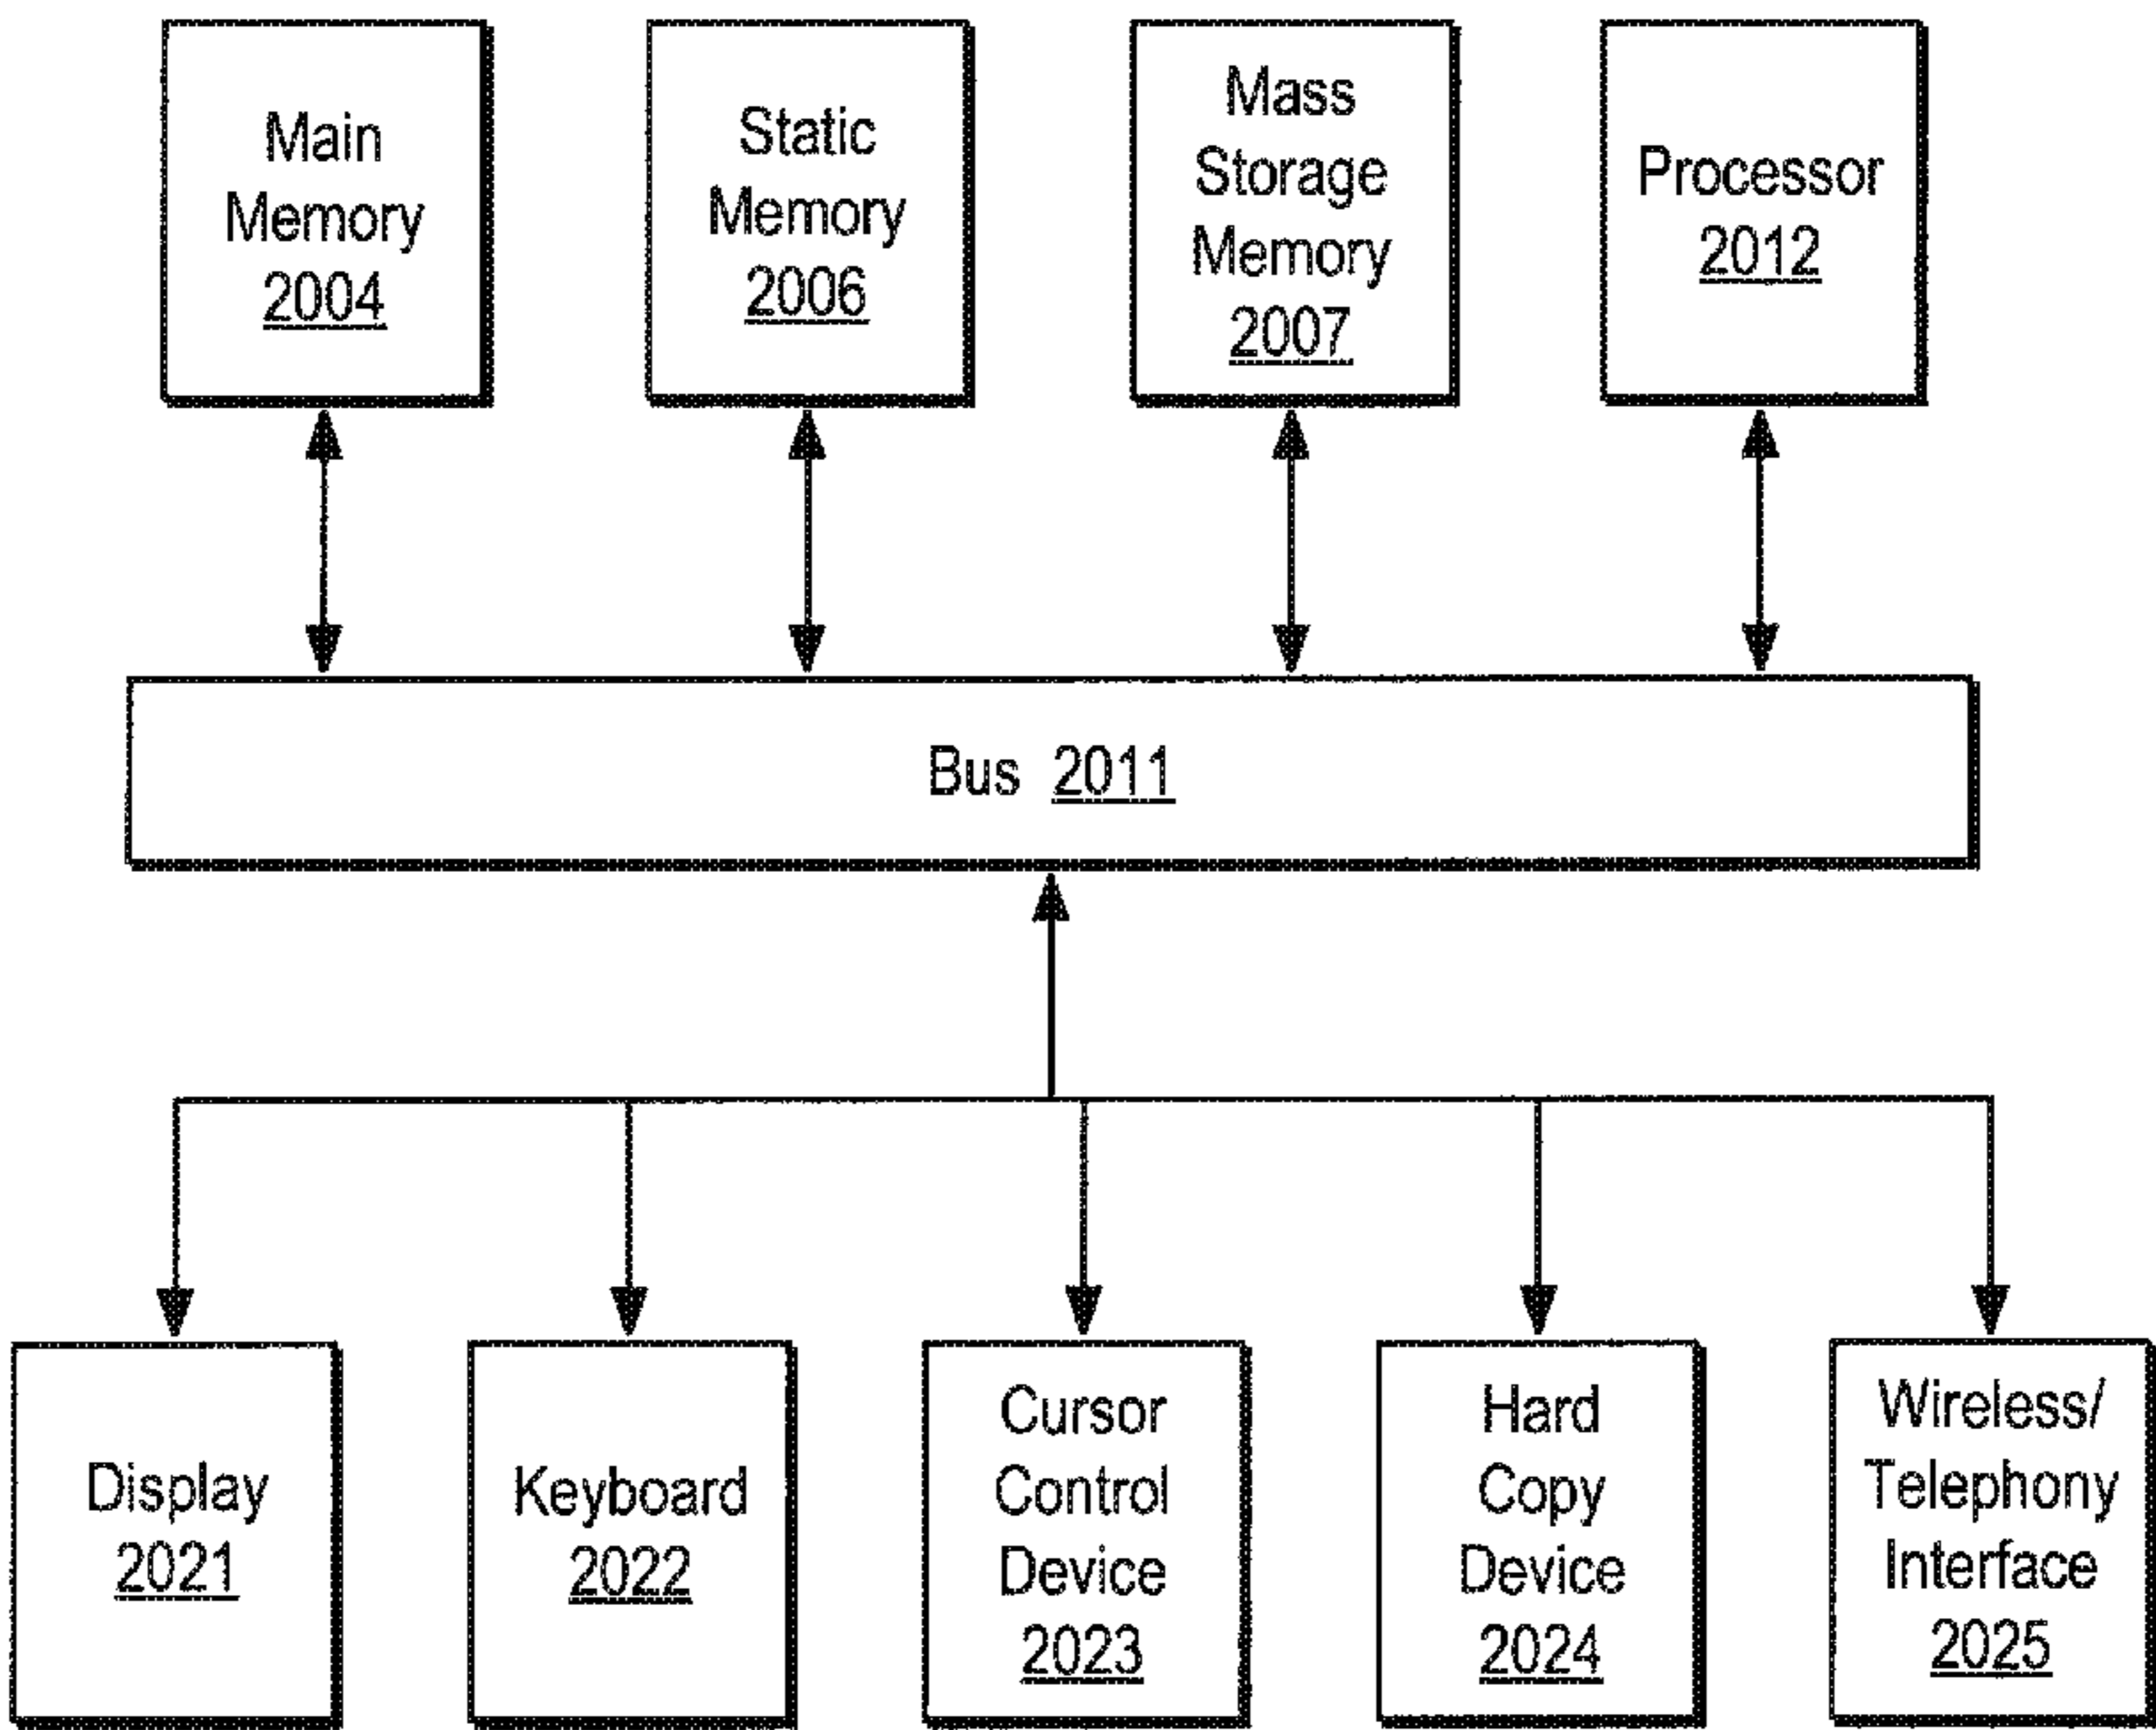 Main
Memory
2004
Static
Memory
2006
Mass
Storage
Memory
2007
Processor
2012
Bus 2011
Display
2021
Keyboard
2022
Cursor
Control
Device
2023
Hard
Copy
Device
2024
Wireless/
Telephony
Interface
2025